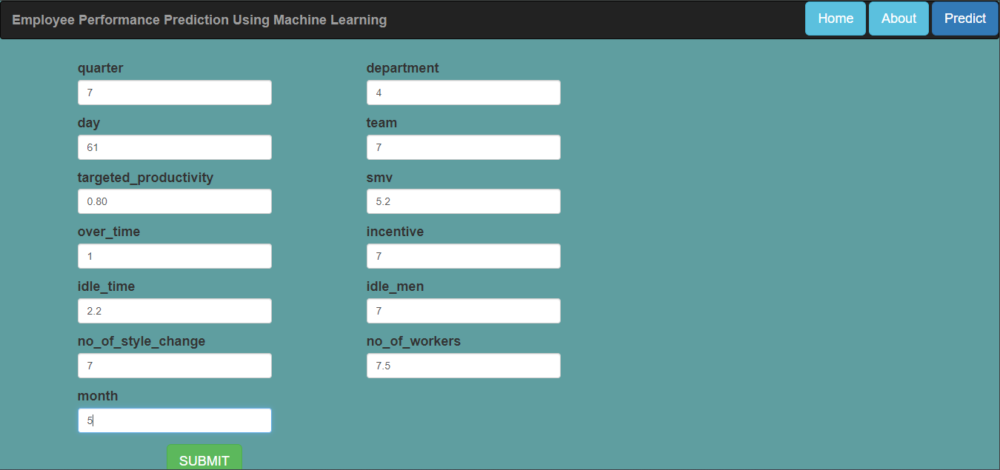 Employee Performance Prediction Using Machine Learning Home About Predict
quarter department
7 4
day team
61 7
targeted_productivity smv
0.80 5.2
over_time incentive
1 7
idle_time idle_men
2.2 7
no_of_style_change no_of_workers
7 7.5
month
5
SUBMIT